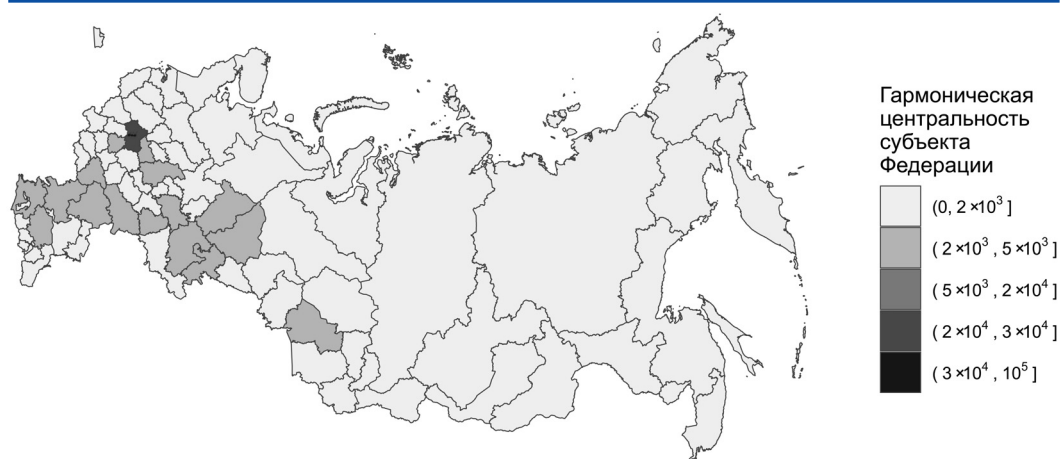 Гармоническая
центральность
субъекта
Федерации
(0, 2×10³ ]
( 2×10³ , 5×10³ ]
( 5×10³ , 2×10⁴ ]
( 2×10⁴ , 3×10⁴ ]
( 3×10⁴ , 10⁵ ]